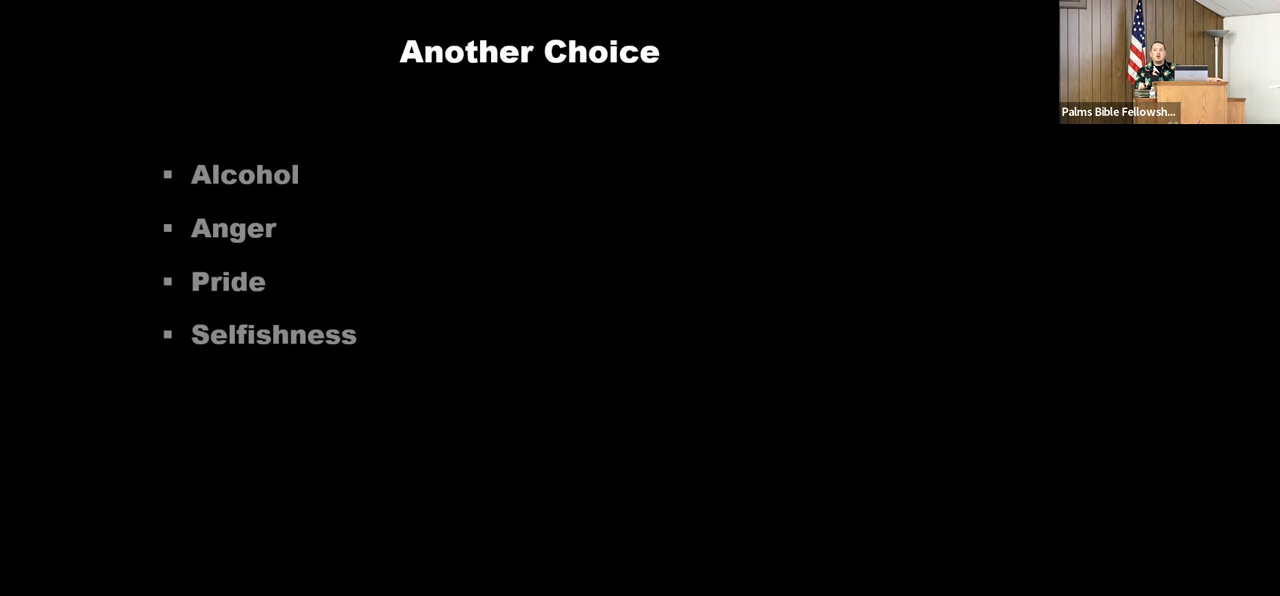 Another Choice
▪ Alcohol
▪ Anger
▪ Pride
▪ Selfishness
Palms Bible Fellowsh...